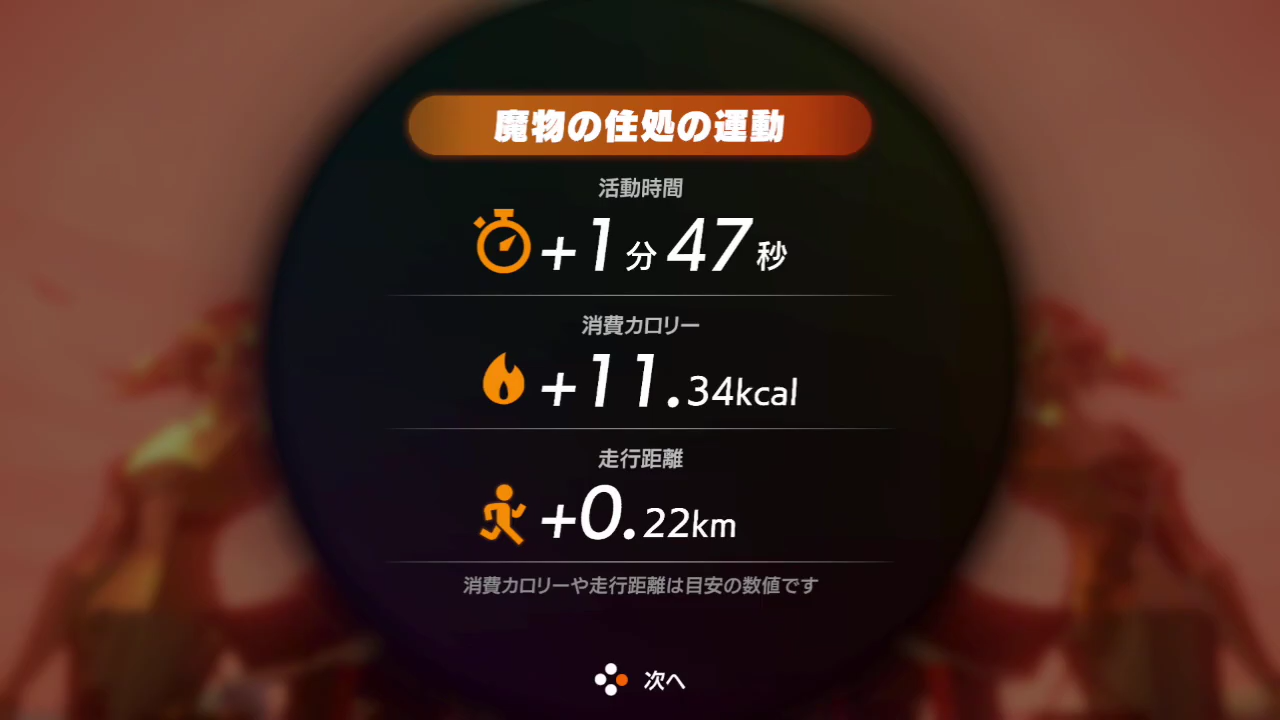 魔物の住処の運動
活動時間
+1分47秒
消費カロリー
+11.34kcal
走行距離
+0.22km
消費カロリーや走行距離は目安の数値です
次へ